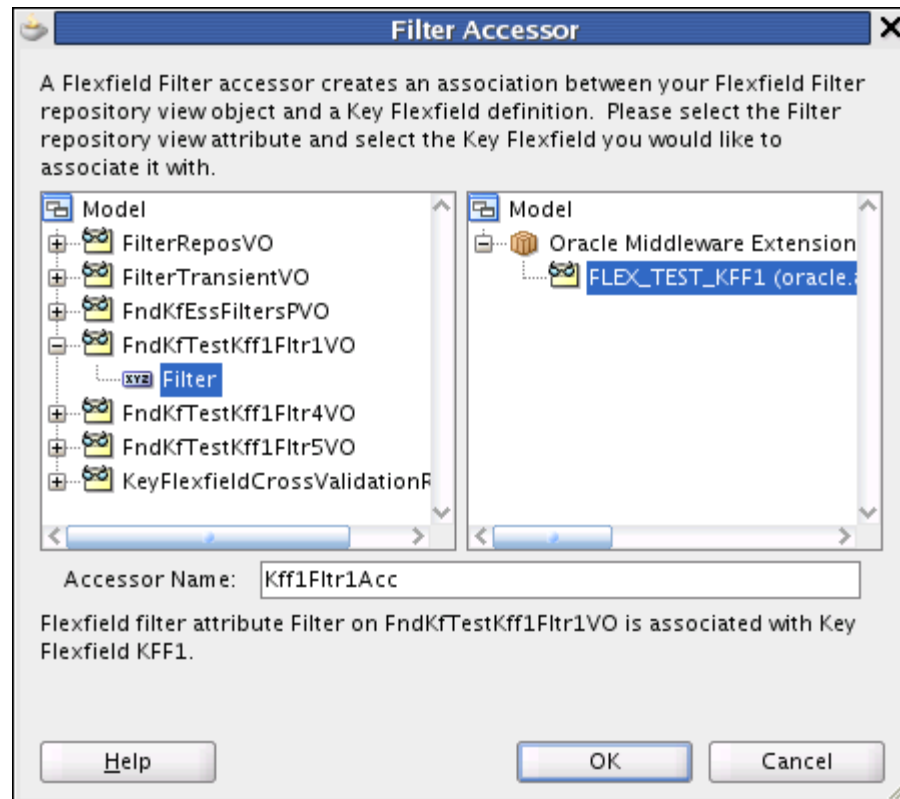 Filter Accessor
A Flexfield Filter accessor creates an association between your Flexfield Filter
repository view object and a Key Flexfield definition. Please select the Filter
repository view attribute and select the Key Flexfield you would like to
associate it with.
Model
FilterReposVO
FilterTransientVO
FndKfEssFiltersPVO
FndKfTestKff1Fltr1VO
XYZ Filter
FndKfTestKff1Fltr4VO
FndKfTestKff1Fltr5VO
KeyFlexfieldCrossValidationR
Model
Oracle Middleware Extension
FLEX_TEST_KFF1 (oracle.a
Accessor Name: Kff1Fltr1Acc
Flexfield filter attribute Filter on FndKfTestKff1Fltr1VO is associated with Key
Flexfield KFF1.
Help OK Cancel